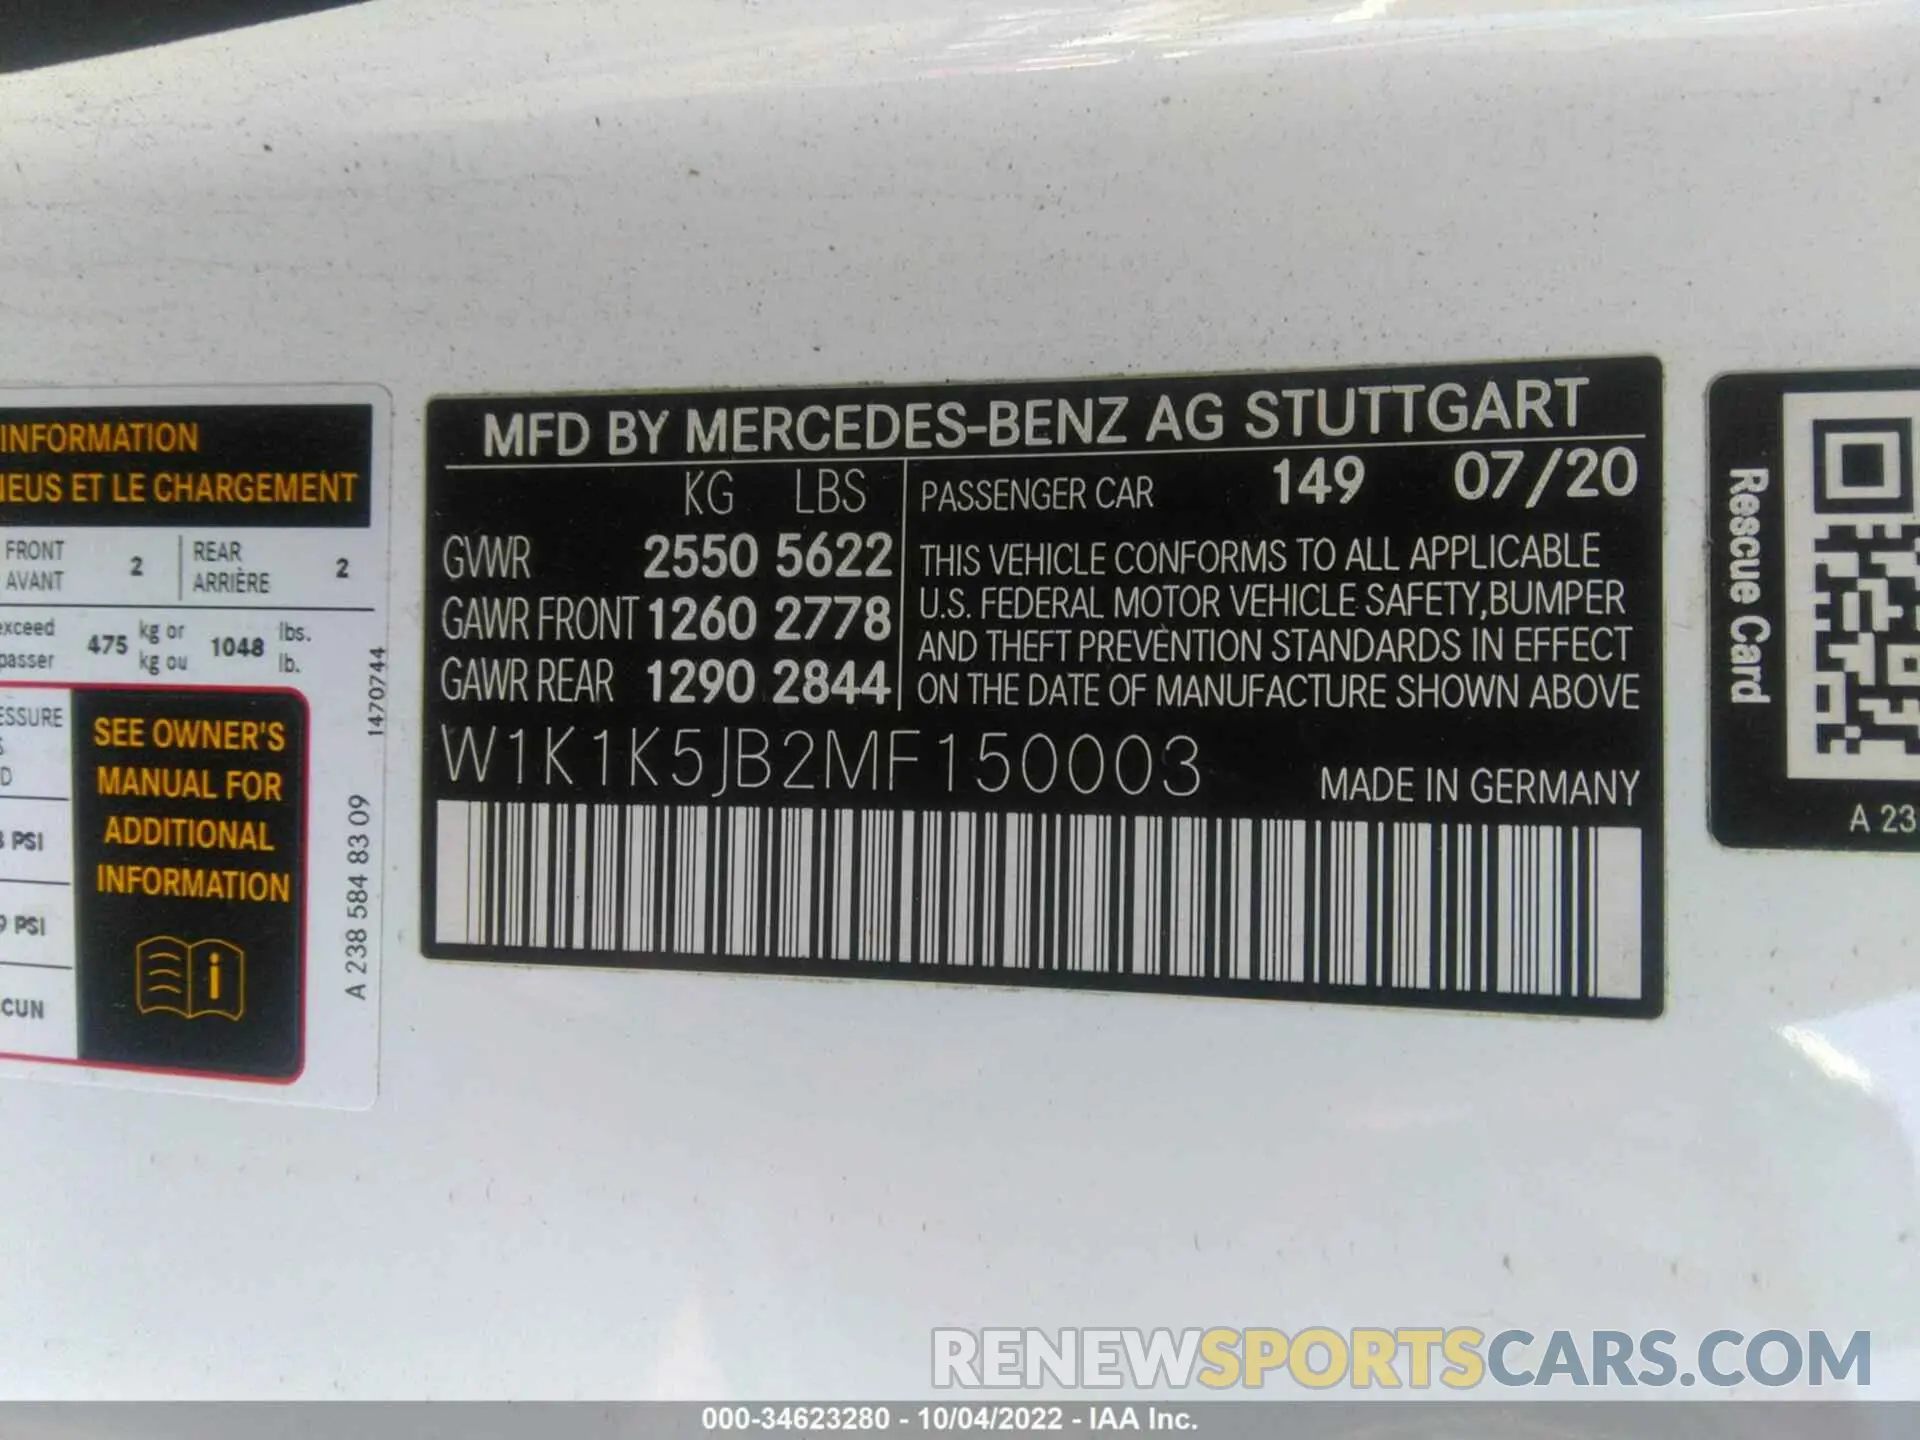 INFORMATION
NEUS ET LE CHARGEMENT
FRONT
AVANT
2
REAR
ARRIÈRE
2
exceed
passer
475
kg or
kg ou
1048
lbs.
lb.
ESSURE
S
D
PSI
9 PSI
CUN
SEE OWNER'S
MANUAL FOR
ADDITIONAL
INFORMATION
i
1470744
A 238 584 83 09
MFD BY MERCEDES-BENZ AG STUTTGART
KG LBS
GVWR 2550 5622
GAWR FRONT 1260 2778
GAWR REAR 1290 2844
PASSENGER CAR 149 07/20
THIS VEHICLE CONFORMS TO ALL APPLICABLE
U.S. FEDERAL MOTOR VEHICLE SAFETY, BUMPER
AND THEFT PREVENTION STANDARDS IN EFFECT
ON THE DATE OF MANUFACTURE SHOWN ABOVE
W1K1K5JB2MF150003
MADE IN GERMANY
Rescue Card
A 23
RENEWSPORTSCARS.COM
000-34623280 - 10/04/2022 - IAA Inc.